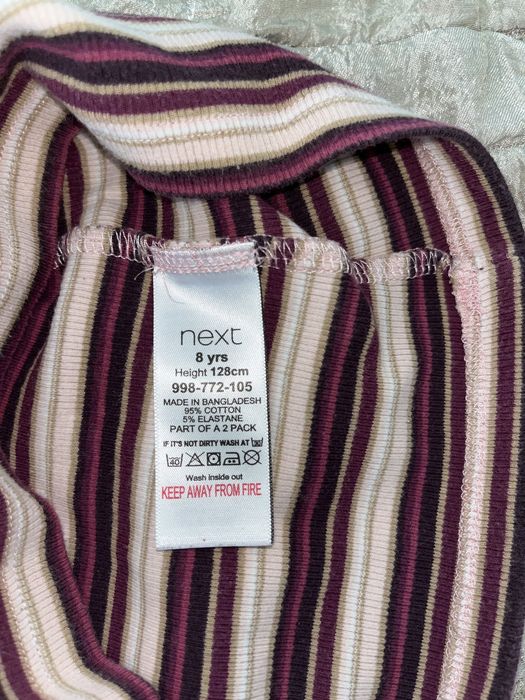 next
8 yrs
Height 128cm
998-772-105
MADE IN BANGLADESH
95% COTTON
5% ELASTANE
PART OF A 2 PACK
IF IT'S NOT DIRTY WASH AT 30
40
Wash inside out
KEEP AWAY FROM FIRE